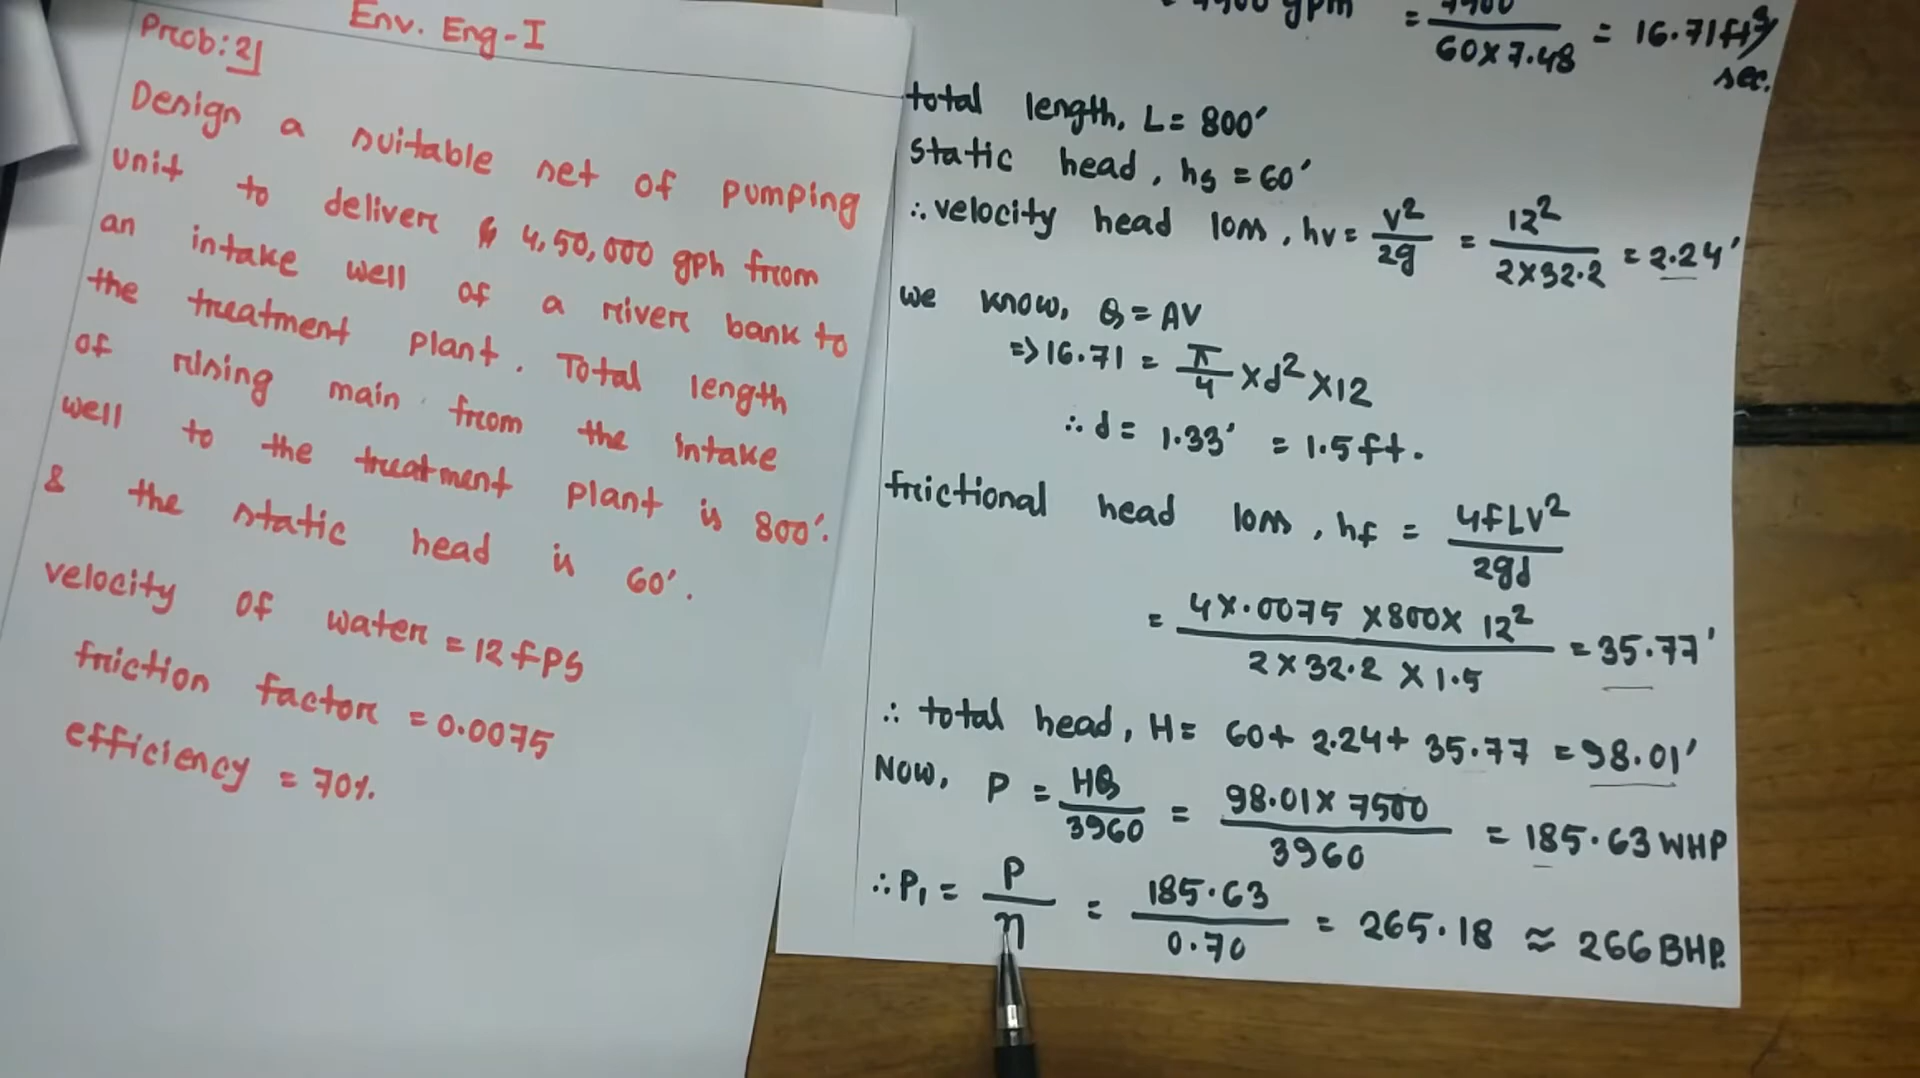 Env. Eng-I
Prob: 21
Design a suitable set of pumping
unit to deliver 4,50,000 gph from
an intake well of a river bank to
the treatment plant. Total length
of rising main from the intake
well to the treatment plant is 800'.
& the static head is 60'.
velocity of water = 12 fPS
friction factor = 0.0075
efficiency = 70%.
gpm = 7500 / 60×7.48 = 16.71 ft³/sec.
total length, L = 800'
static head, hs = 60'
∴ velocity head loss, hv = v²/2g = 12²/2×32.2 = 2.24'
we know, Q = AV
=> 16.71 = π/4 × d² × 12
∴ d = 1.33' = 1.5 ft.
frictional head loss, hf = 4fLV²/2gd
= 4×.0075×800×12²/2×32.2×1.5 = 35.77'
∴ total head, H = 60 + 2.24 + 35.77 = 98.01'
Now, P = HQ/3960 = 98.01×7500/3960 = 185.63 WHP
∴ P₁ = P/η = 185.63/0.70 = 265.18 ≈ 266 BHP.